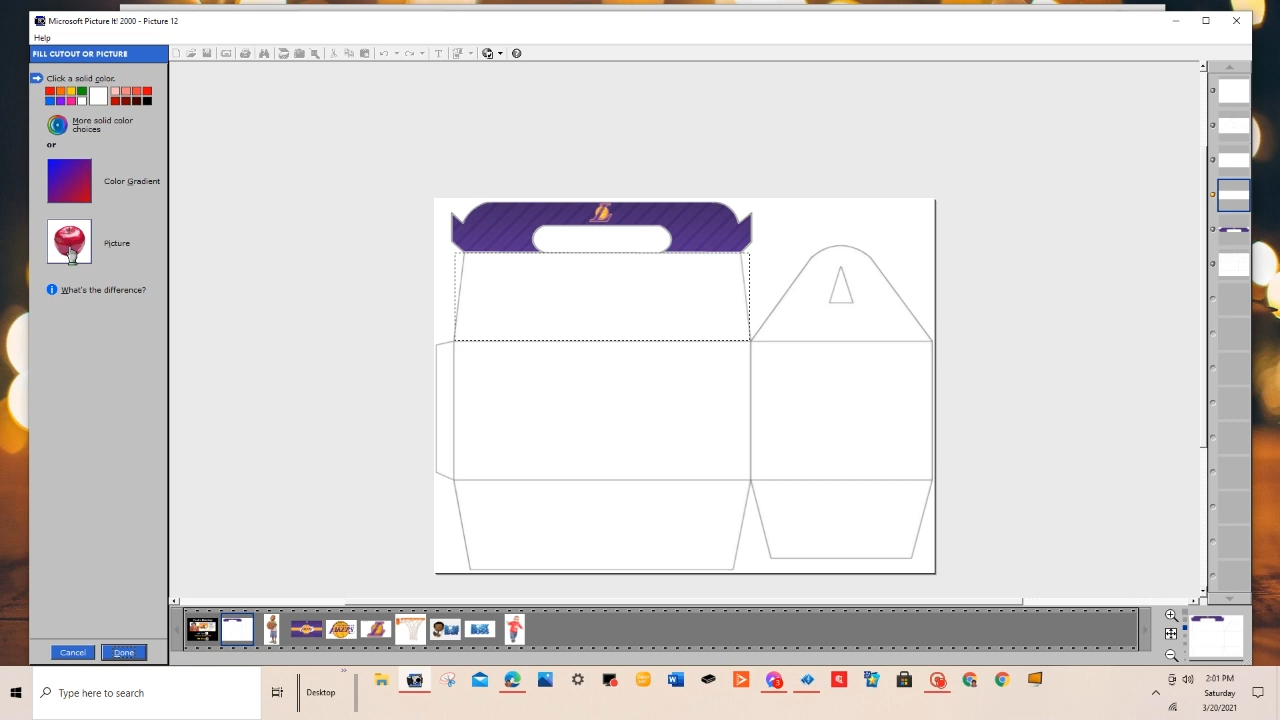 Microsoft Picture It! 2000 - Picture 12
Help
FILL CUTOUT OR PICTURE
Click a solid color.
More solid color
choices
or
Color Gradient
Picture
What's the difference?
Cancel
Done
Type here to search
Desktop
2:01 PM
Saturday
3/20/2021